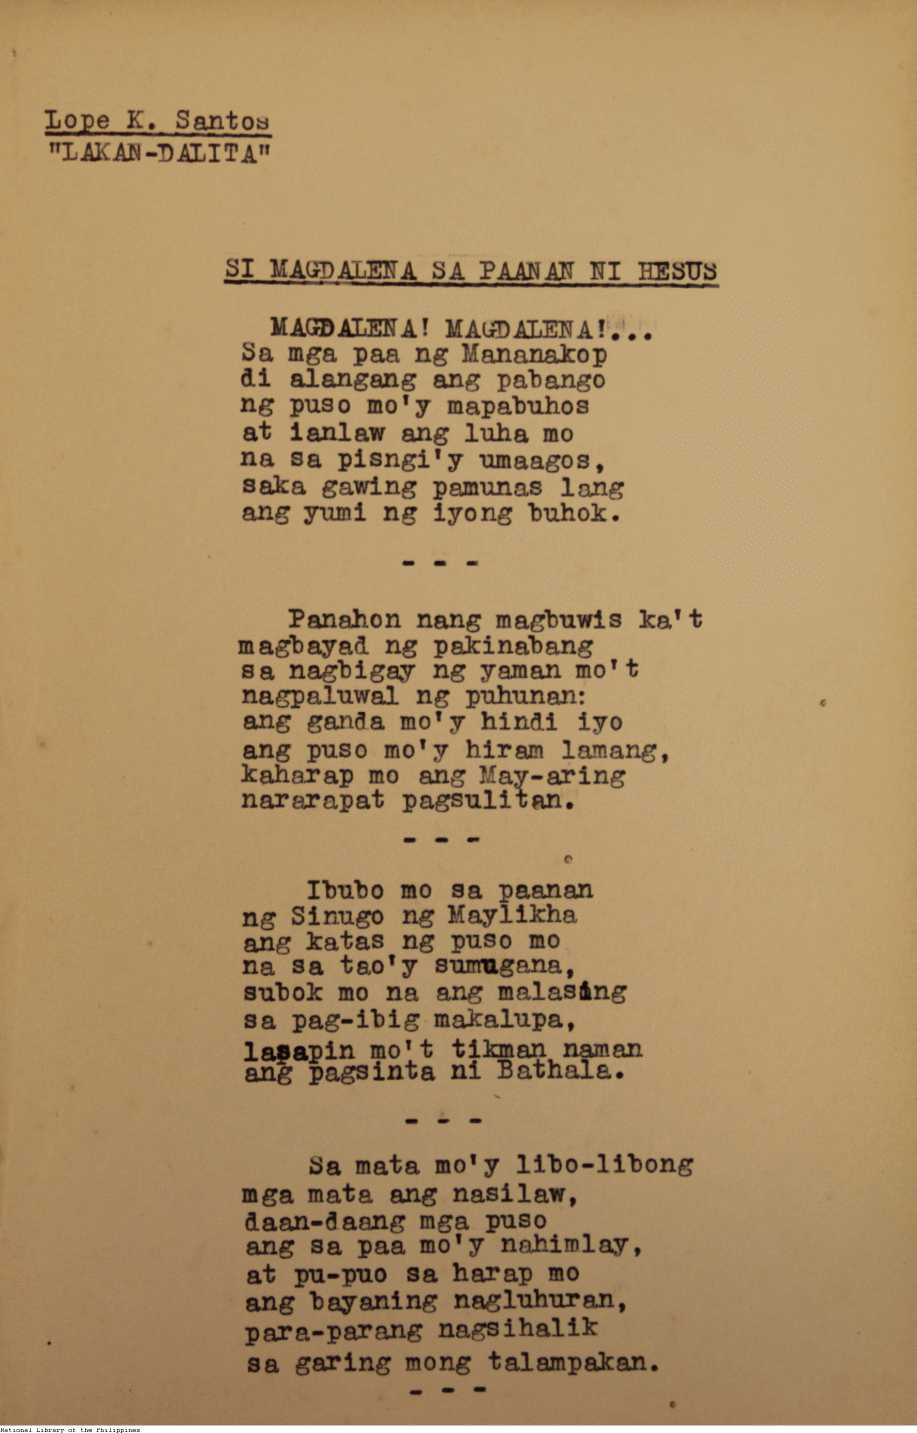 Lope K. Santos
"LAKAN-DALITA"
SI MAGDALENA SA PAANAN NI HESUS
MAGDALENA! MAGDALENA!...
Sa mga paa ng Mananakop
di alangang ang pabango
ng puso mo'y mapabuhos
at ianlaw ang luha mo
na sa pisngi'y umaagos,
saka gawing pamunas lang
ang yumi ng iyong buhok.
- - -
Panahon nang magbuwis ka't
magbayad ng pakinabang
sa nagbigay ng yaman mo't
nagpaluwal ng puhunan:
ang ganda mo'y hindi iyo
ang puso mo'y hiram lamang,
kaharap mo ang May-aring
nararapat pagsulitan.
- - -
Ibubo mo sa paanan
ng Sinugo ng Maylikha
ang katas ng puso mo
na sa tao'y sumugana,
subok mo na ang malasing
sa pag-ibig makalupa,
lasapin mo't tikman naman
ang pagsinta ni Bathala.
- - -
Sa mata mo'y libo-libong
mga mata ang nasilaw,
daan-daang mga puso
ang sa paa mo'y nahimlay,
at pu-puo sa harap mo
ang bayaning nagluhuran,
para-parang nagsihalik
sa garing mong talampakan.
- - -
National Library of the Philippines